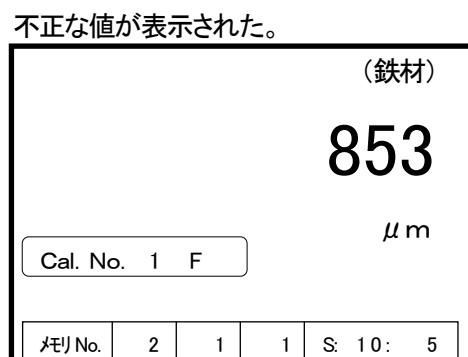 不正な値が表示された。
（鉄材）
853
μm
Cal. No. 1 F
ﾒﾓﾘ No. 2 1 1 S: 10: 5